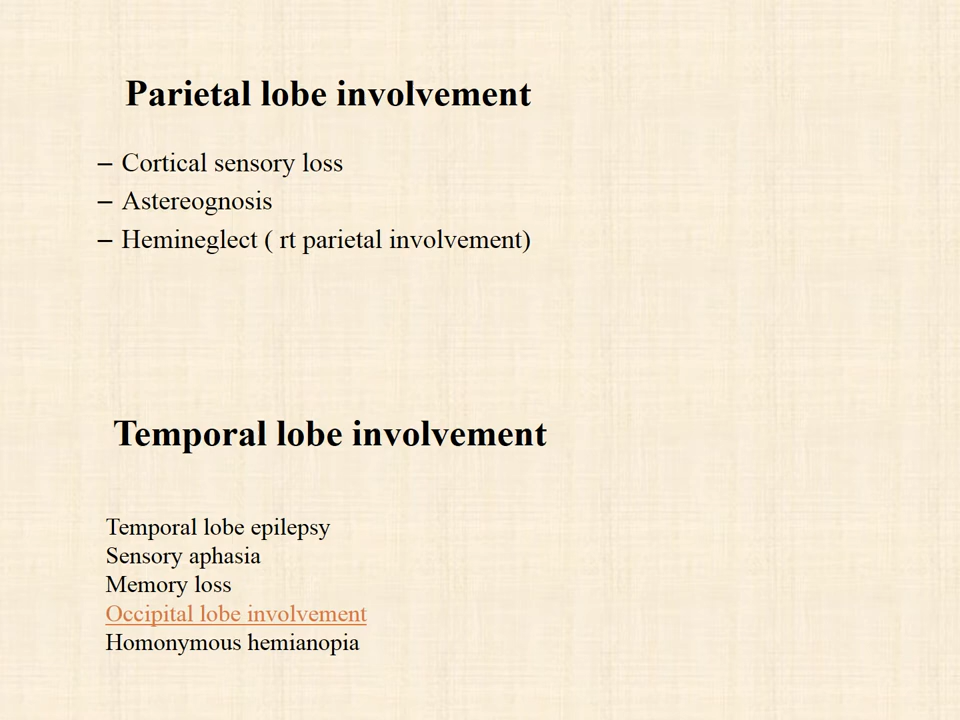 Parietal lobe involvement
– Cortical sensory loss
– Astereognosis
– Hemineglect ( rt parietal involvement)
Temporal lobe involvement
Temporal lobe epilepsy
Sensory aphasia
Memory loss
Occipital lobe involvement
Homonymous hemianopia